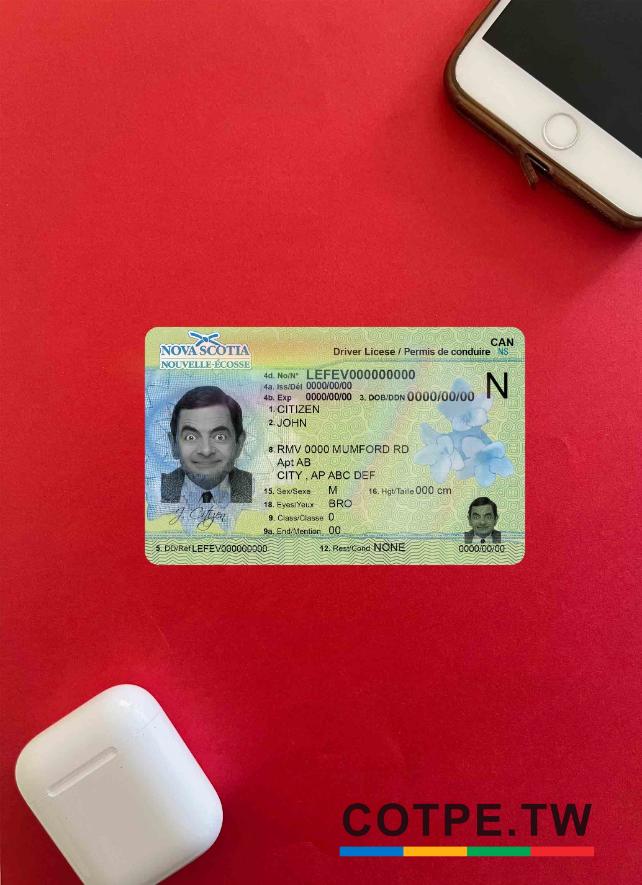 CAN
NOVA SCOTIA
NOUVELLE-ÉCOSSE
Driver Licese / Permis de conduire NS
4d. No/N° LEFEV000000000
4a. Iss/Dél 0000/00/00
4b. Exp 0000/00/00 3. DOB/DDN 0000/00/00
N
1. CITIZEN
2. JOHN
8. RMV 0000 MUMFORD RD
Apt AB
CITY , AP ABC DEF
15. Sex/Sexe M 16. Hgt/Taille 000 cm
18. Eyes/Yeux BRO
9. Class/Classe 0
9a. End/Mention 00
J. Citizen
5. DD/Réf LEFEV000000000 12. Rest/Cond NONE 0000/00/00
COTPE.TW